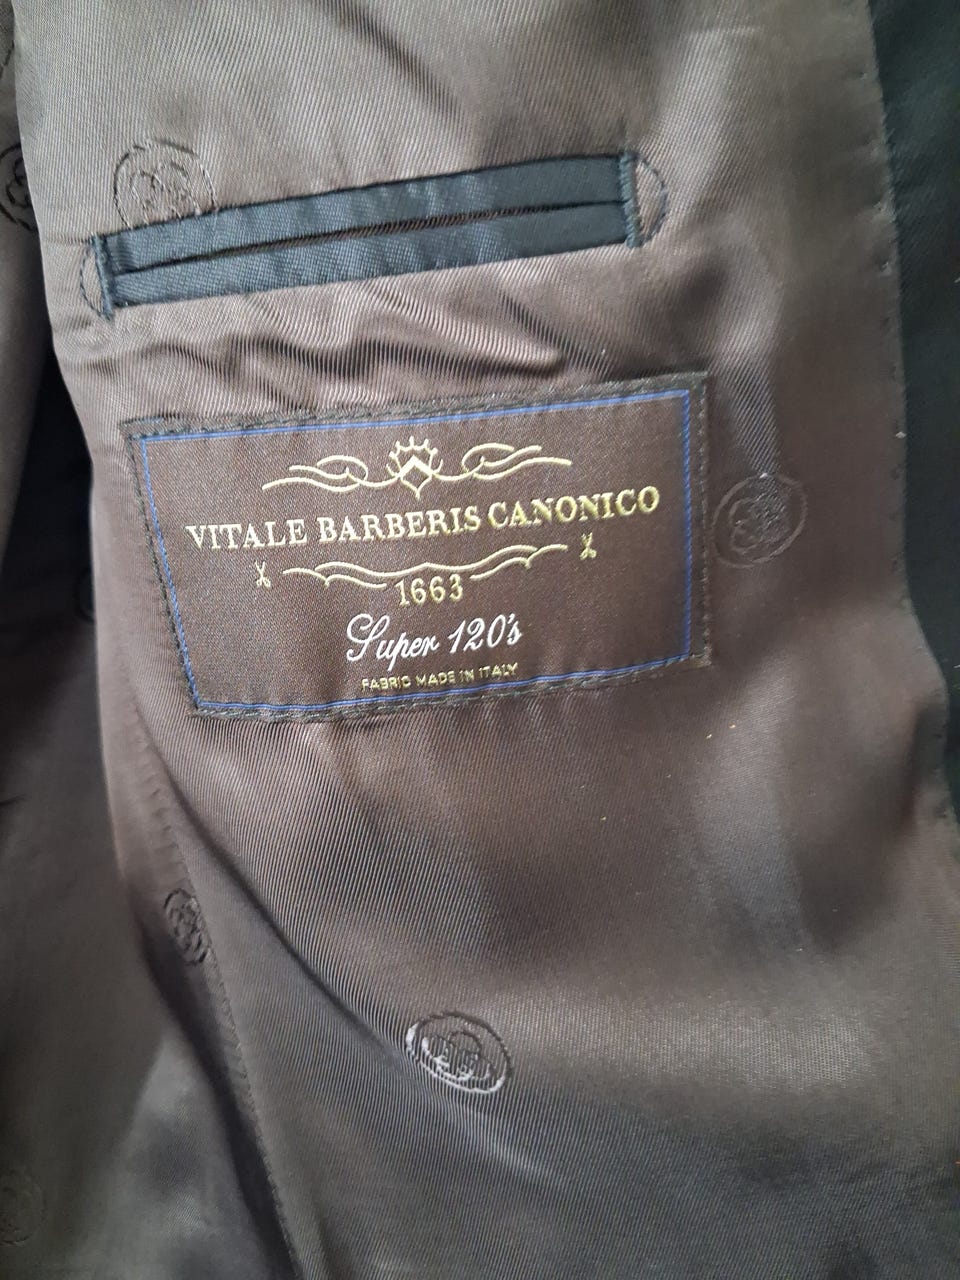 VITALE BARBERIS CANONICO
1663
Super 120's
FABRIC MADE IN ITALY